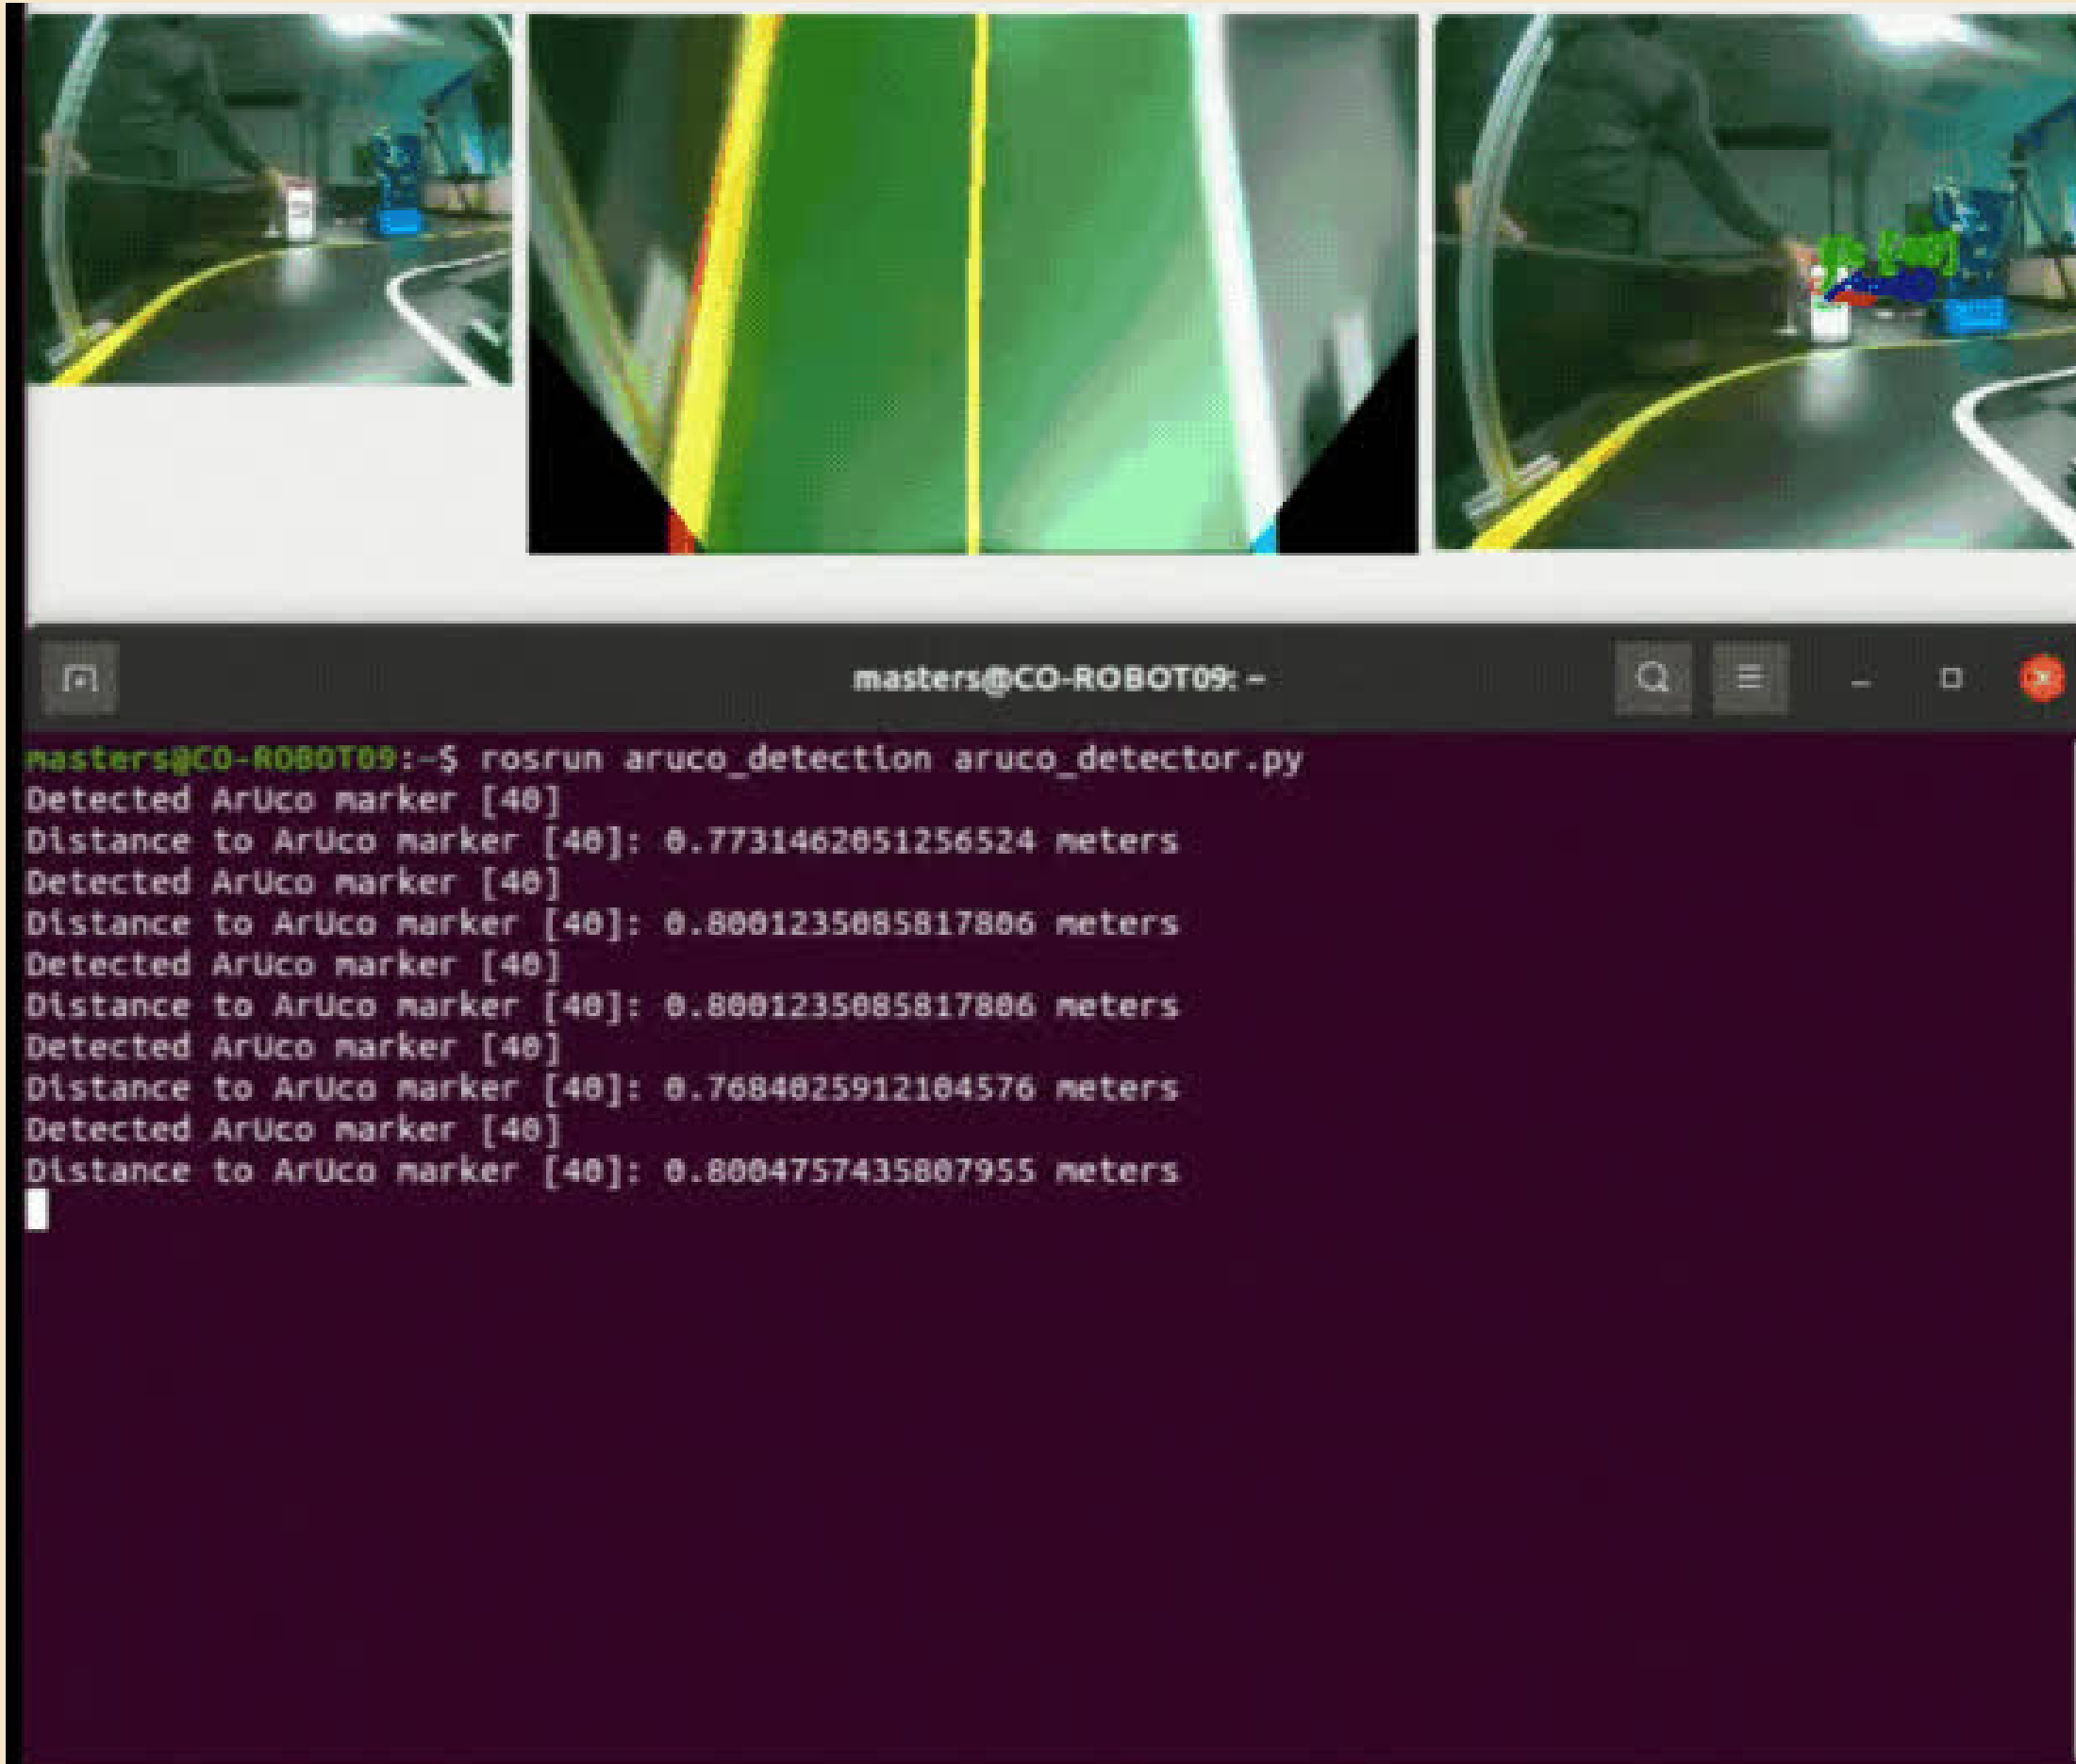 masters@CO-ROBOT09: ~
masters@CO-ROBOT09:~$ rosrun aruco_detection aruco_detector.py
Detected ArUco marker [40]
Distance to ArUco marker [40]: 0.7731462051256524 meters
Detected ArUco marker [40]
Distance to ArUco marker [40]: 0.8001235085817806 meters
Detected ArUco marker [40]
Distance to ArUco marker [40]: 0.8001235085817806 meters
Detected ArUco marker [40]
Distance to ArUco marker [40]: 0.7684025912104576 meters
Detected ArUco marker [40]
Distance to ArUco marker [40]: 0.8004757435807955 meters